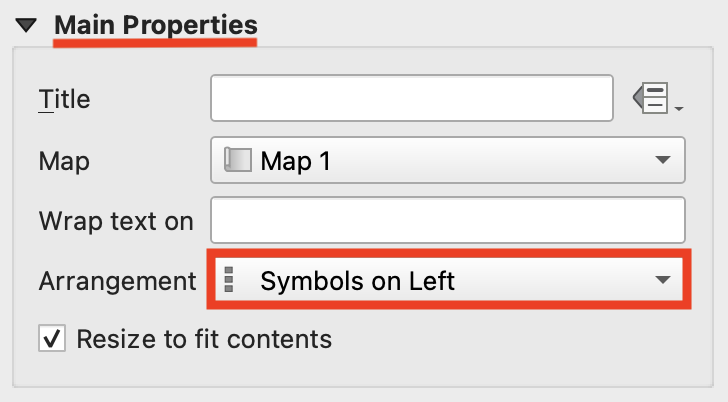 Main Properties
Title
Map Map 1
Wrap text on
Arrangement Symbols on Left
Resize to fit contents